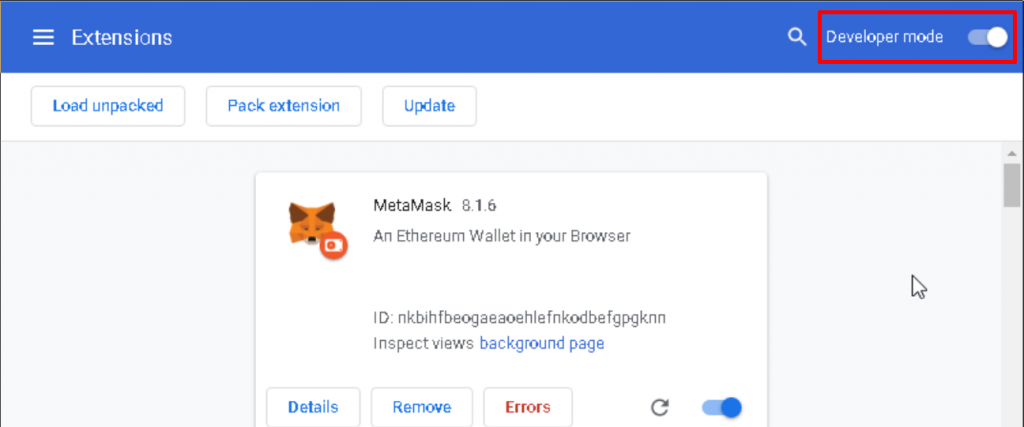 Extensions
Developer mode
Load unpacked
Pack extension
Update
MetaMask 8.1.6
An Ethereum Wallet in your Browser
ID: nkbihfbeogaeaoehlefnkodbefgpgknn
Inspect views background page
Details
Remove
Errors